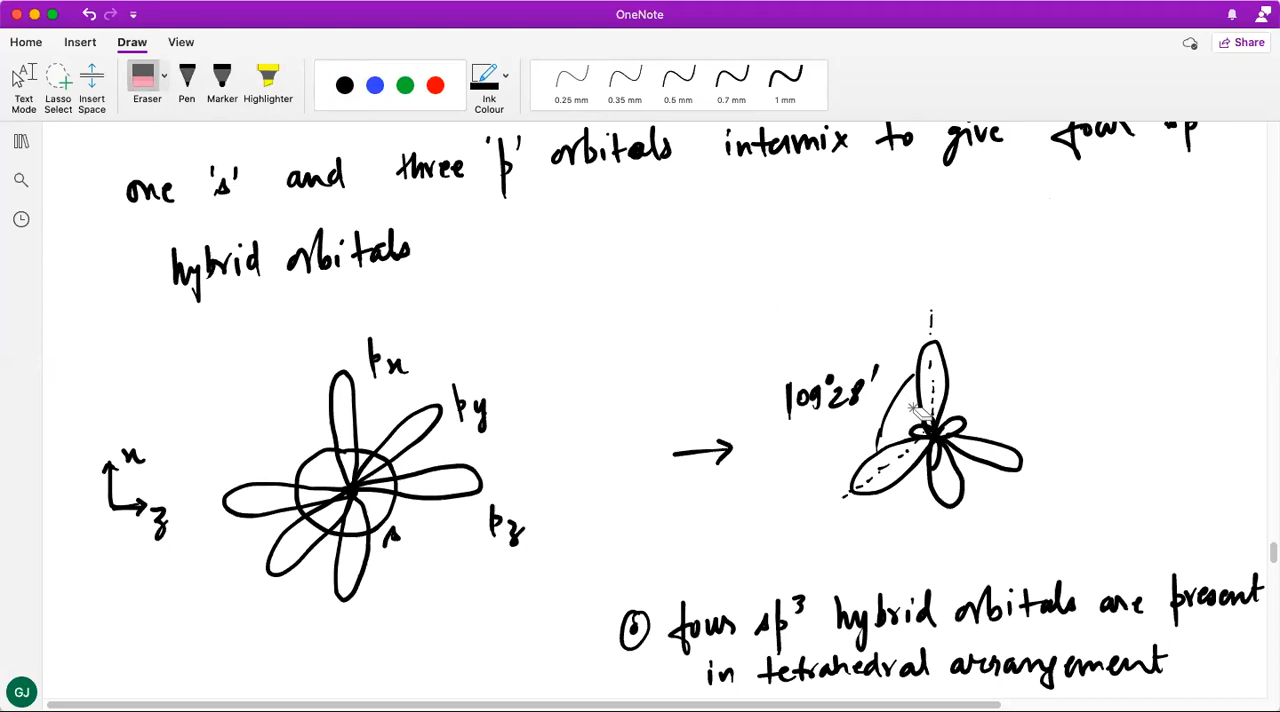 OneNote
Home Insert Draw View
Share
Text Mode
Lasso Select
Insert Space
Eraser
Pen
Marker
Highlighter
Ink Colour
0.25 mm
0.35 mm
0.5 mm
0.7 mm
1 mm
one 's' and three 'p' orbitals intermix to give four sp
hybrid orbitals
px
py
x
z
pz
s
109°28'
four sp³ hybrid orbitals are present
in tetrahedral arrangement
GJ